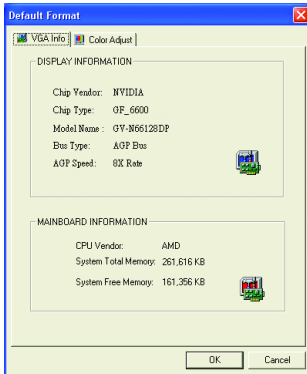 Default Format
VGA Info
Color Adjust
DISPLAY INFORMATION
Chip Vendor: NVIDIA
Chip Type: GF_6600
Model Name : GV-N66128DP
Bus Type: AGP Bus
AGP Speed: 8X Rate
MAINBOARD INFORMATION
CPU Vendor: AMD
System Total Memory: 261,616 KB
System Free Memory: 161,356 KB
OK
Cancel